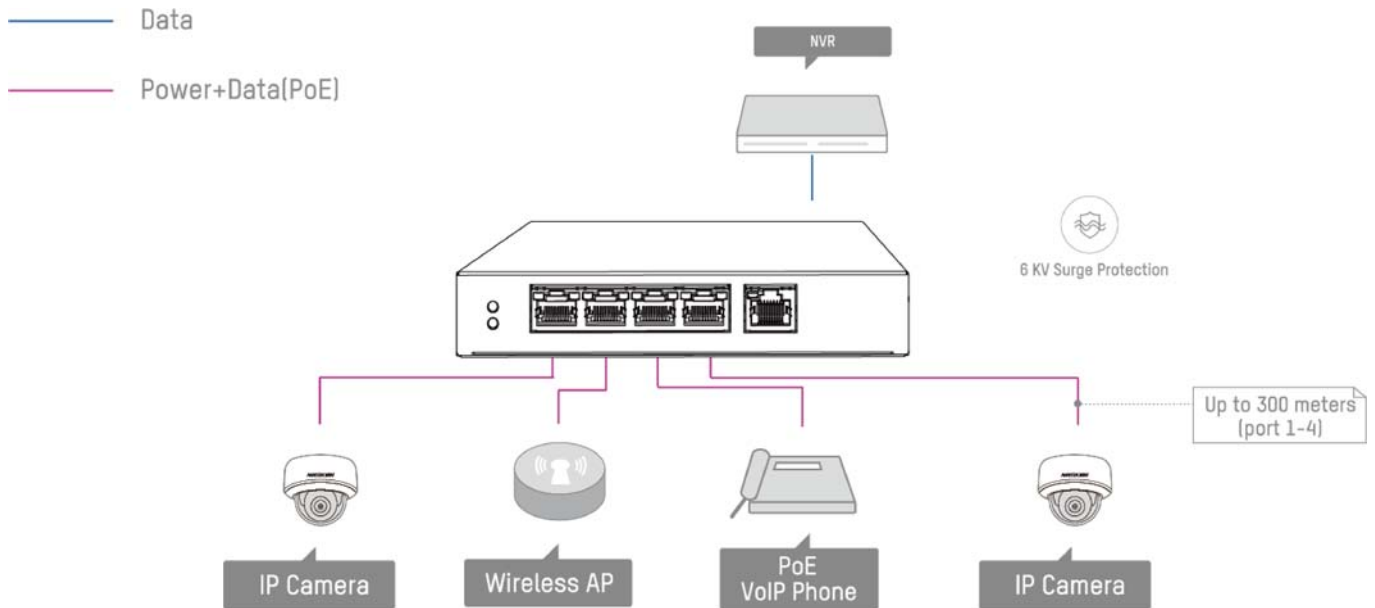 Data
NVR
Power+Data(PoE)
6 KV Surge Protection
Up to 300 meters
(port 1-4)
IP Camera
Wireless AP
PoE
VoIP Phone
IP Camera